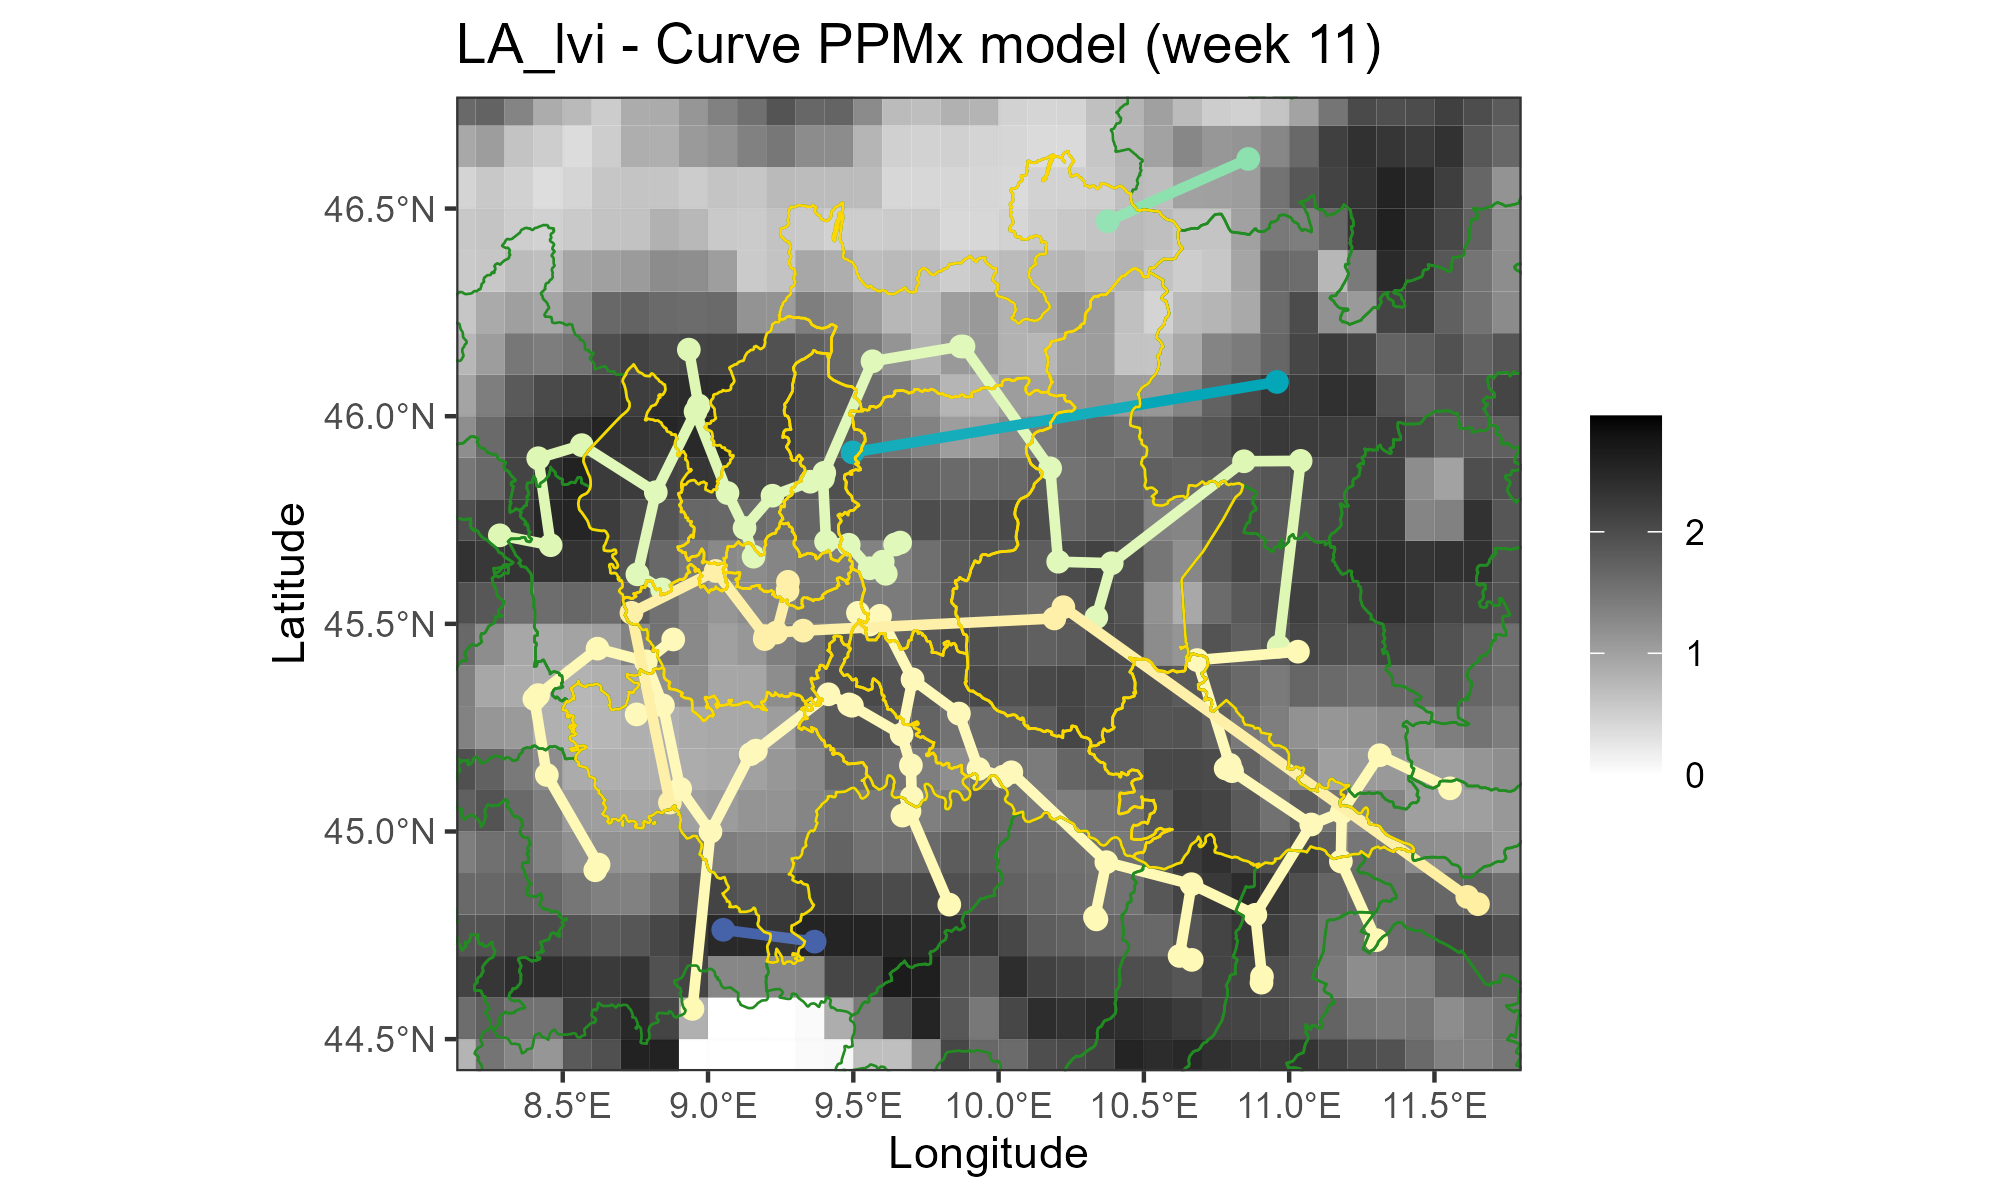 LA_lvi - Curve PPMx model (week 11)
Latitude
46.5°N
46.0°N
45.5°N
45.0°N
44.5°N
8.5°E 9.0°E 9.5°E 10.0°E 10.5°E 11.0°E 11.5°E
Longitude
2
1
0